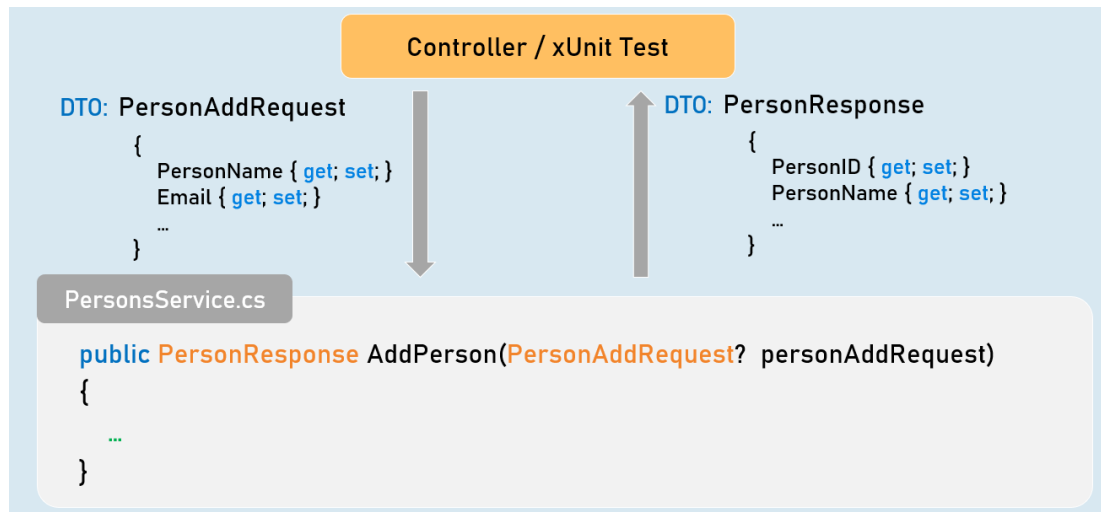 Controller / xUnit Test
DTO: PersonAddRequest
{
PersonName { get; set; }
Email { get; set; }
…
}
DTO: PersonResponse
{
PersonID { get; set; }
PersonName { get; set; }
…
}
PersonsService.cs
public PersonResponse AddPerson(PersonAddRequest? personAddRequest)
{
…
}